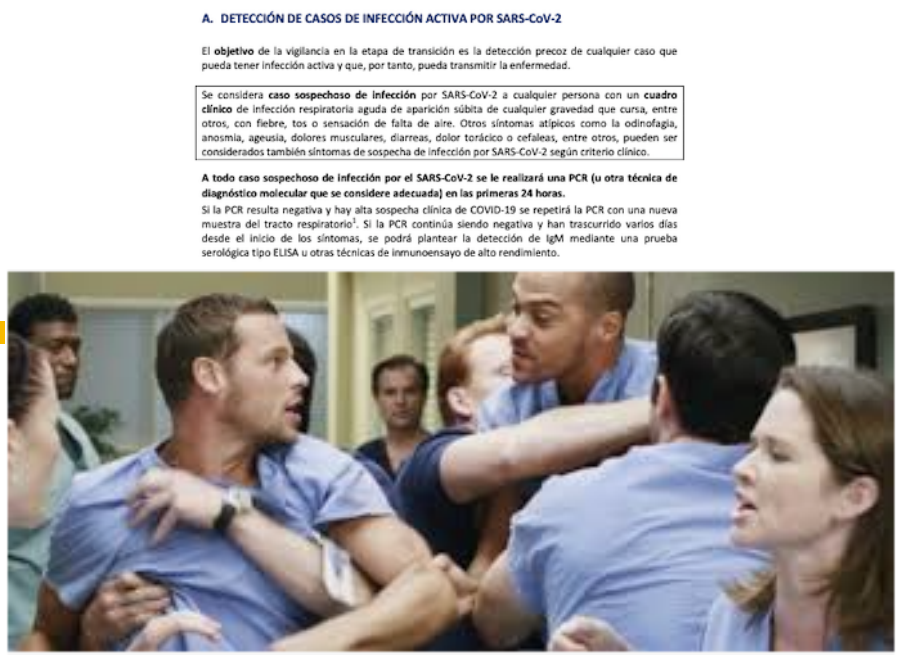 A. DETECCIÓN DE CASOS DE INFECCIÓN ACTIVA POR SARS-CoV-2
El objetivo de la vigilancia en la etapa de transición es la detección precoz de cualquier caso que
pueda tener infección activa y que, por tanto, pueda transmitir la enfermedad.
Se considera caso sospechoso de infección por SARS-CoV-2 a cualquier persona con un cuadro
clínico de infección respiratoria aguda de aparición súbita de cualquier gravedad que cursa, entre
otros, con fiebre, tos o sensación de falta de aire. Otros síntomas atípicos como la odinofagia,
anosmia, ageusia, dolores musculares, diarreas, dolor torácico o cefaleas, entre otros, pueden ser
considerados también síntomas de sospecha de infección por SARS-CoV-2 según criterio clínico.
A todo caso sospechoso de infección por el SARS-CoV-2 se le realizará una PCR (u otra técnica de
diagnóstico molecular que se considere adecuada) en las primeras 24 horas.
Si la PCR resulta negativa y hay alta sospecha clínica de COVID-19 se repetirá la PCR con una nueva
muestra del tracto respiratorio1. Si la PCR continúa siendo negativa y han trascurrido varios días
desde el inicio de los síntomas, se podrá plantear la detección de IgM mediante una prueba
serológica tipo ELISA u otras técnicas de inmunoensayo de alto rendimiento.